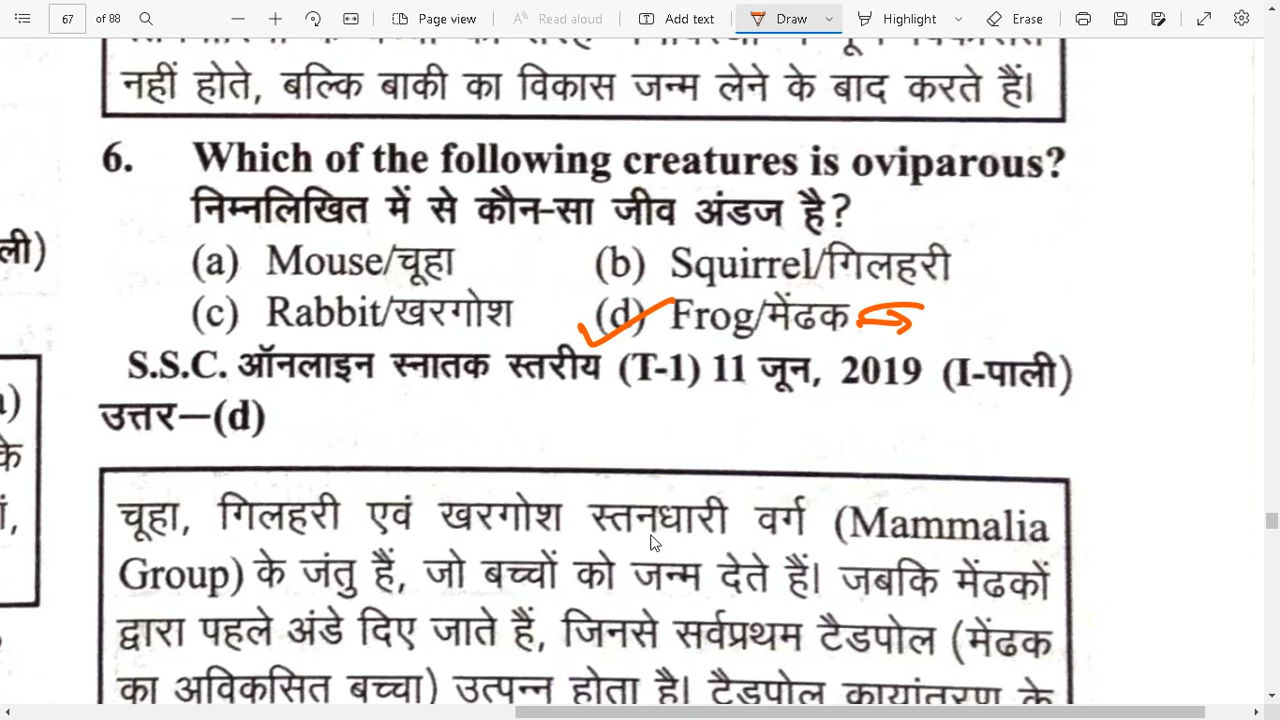 67 of 88 Page view Read aloud Add text Draw Highlight Erase
नहीं होते, बल्कि बाकी का विकास जन्म लेने के बाद करते हैं।
6. Which of the following creatures is oviparous?
निम्नलिखित में से कौन-सा जीव अंडज है?
ली)
(a) Mouse/चूहा (b) Squirrel/गिलहरी
(c) Rabbit/खरगोश (d) Frog/मेंढक
S.S.C. ऑनलाइन स्नातक स्तरीय (T-1) 11 जून, 2019 (I-पाली)
उत्तर—(d)
के
चूहा, गिलहरी एवं खरगोश स्तनधारी वर्ग (Mammalia
Group) के जंतु हैं, जो बच्चों को जन्म देते हैं। जबकि मेंढकों
द्वारा पहले अंडे दिए जाते हैं, जिनसे सर्वप्रथम टैडपोल (मेंढक
का अविकसित बच्चा) उत्पन्न होता है। टैडपोल कायांतरण के